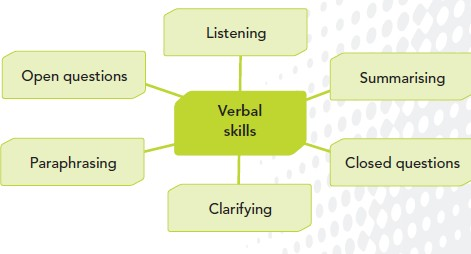 Listening
Open questions
Summarising
Verbal
skills
Paraphrasing
Closed questions
Clarifying